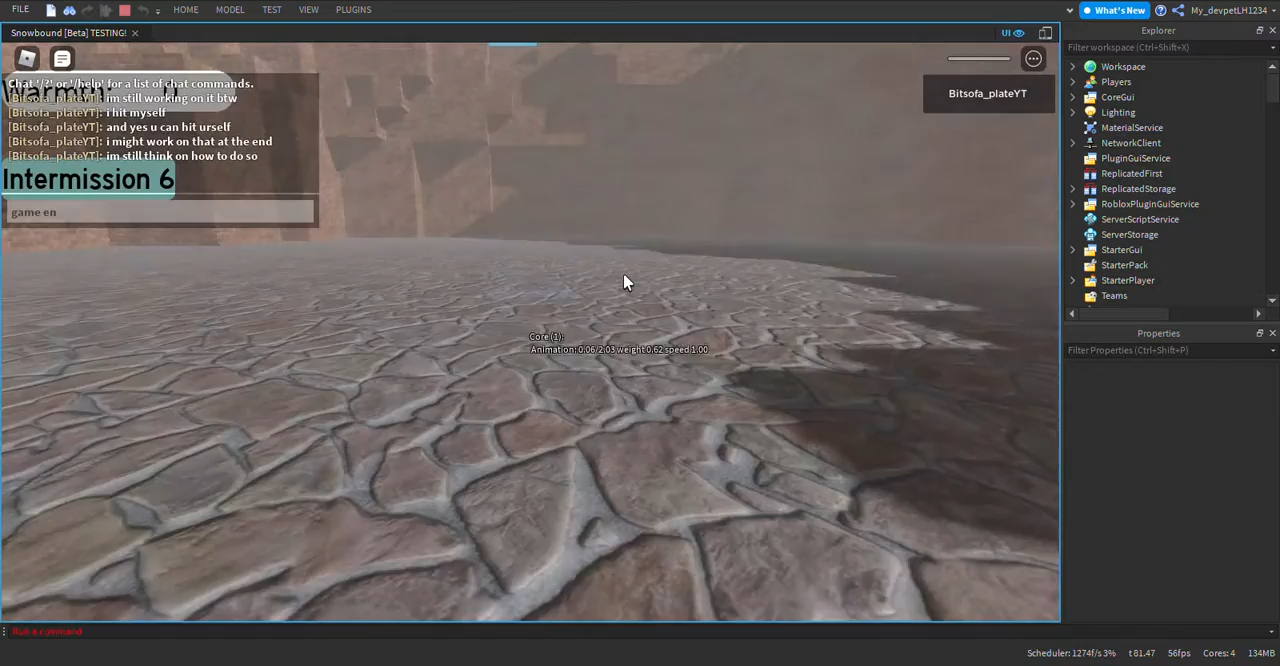 FILE
HOME
MODEL
TEST
VIEW
PLUGINS
What's New
My_devpetLH1234
Snowbound [Beta] TESTING!
UI
Explorer
Filter workspace (Ctrl+Shift+X)
Workspace
Players
CoreGui
Lighting
MaterialService
NetworkClient
PluginGuiService
ReplicatedFirst
ReplicatedStorage
RobloxPluginGuiService
ServerScriptService
ServerStorage
StarterGui
StarterPack
StarterPlayer
Teams
Properties
Filter Properties (Ctrl+Shift+P)
Bitsofa_plateYT
Chat '/?' or '/help' for a list of chat commands.
[Bitsofa_plateYT]: im still working on it btw
[Bitsofa_plateYT]: i hit myself
[Bitsofa_plateYT]: and yes u can hit urself
[Bitsofa_plateYT]: i might work on that at the end
[Bitsofa_plateYT]: im still think on how to do so
Intermission 6
game en
Core (1):
Animation: 0.06/2.03 weight 0.62 speed 1.00
Run a command
Scheduler: 1274f/s 3%
t 81.47
56fps
Cores: 4
134MB